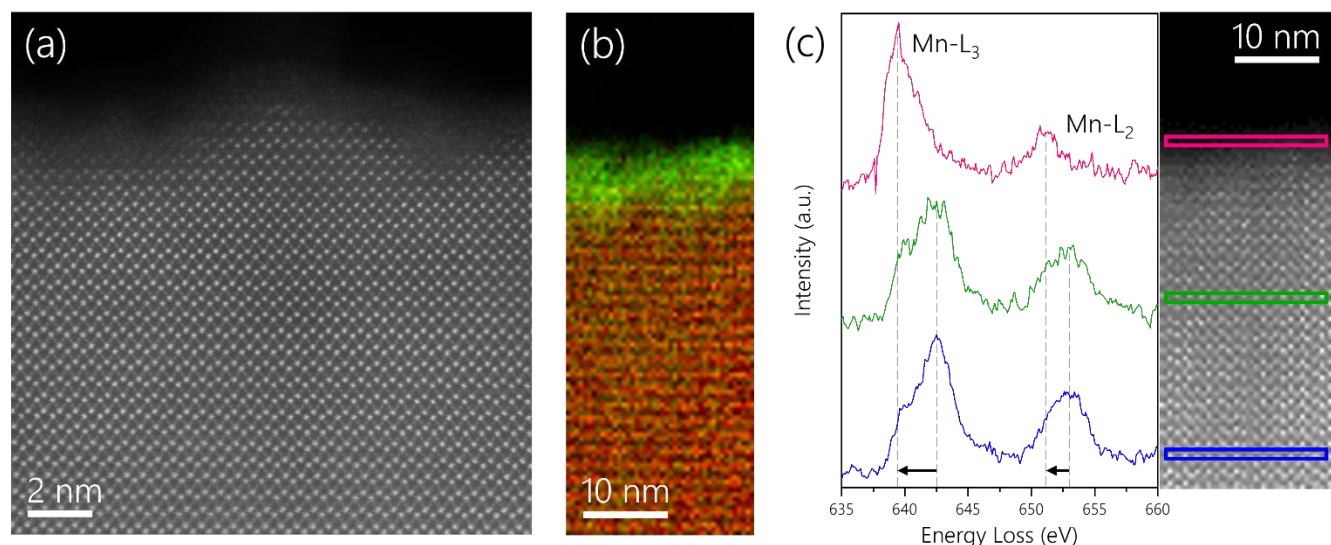 (a)
2 nm
(b)
10 nm
(c)
Mn-L₃
Mn-L₂
Intensity (a.u.)
635 640 645 650 655 660
Energy Loss (eV)
10 nm